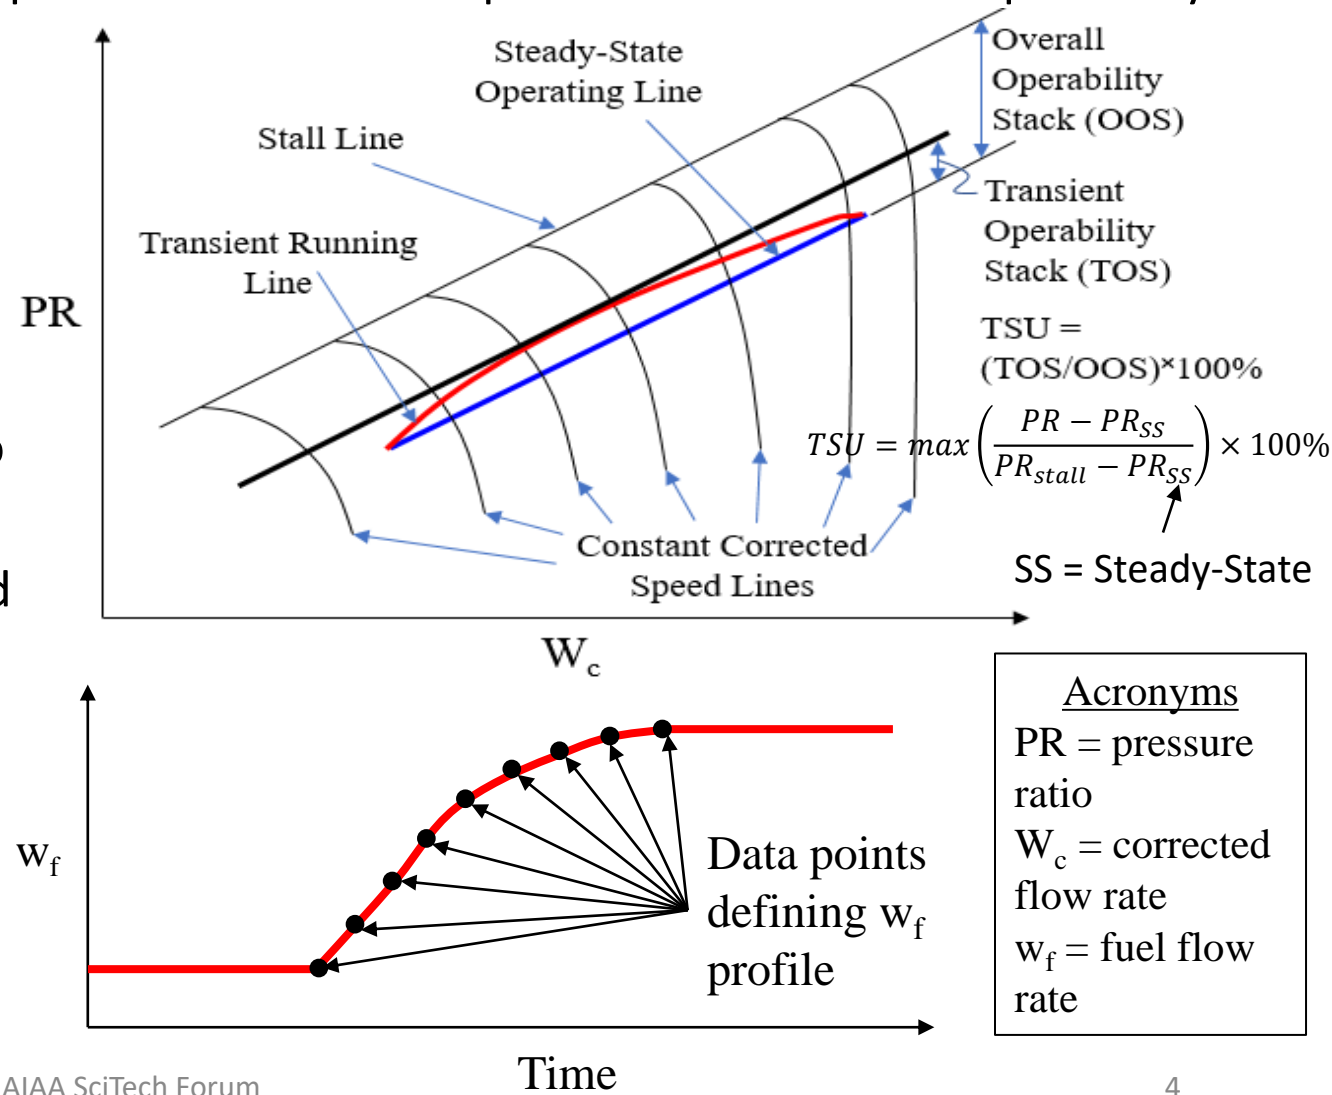 Overall
Operability
Stack (OOS)
Steady-State
Operating Line
Stall Line
Transient
Operability
Stack (TOS)
Transient Running
Line
PR
TSU =
(TOS/OOS)*100%
TSU = max ( (PR − PR_SS) / (PR_stall − PR_SS) ) × 100%
Constant Corrected
Speed Lines
SS = Steady-State
W_c
Acronyms
PR = pressure
ratio
W_c = corrected
flow rate
w_f = fuel flow
rate
w_f
Data points
defining w_f
profile
Time
AIAA SciTech Forum
4